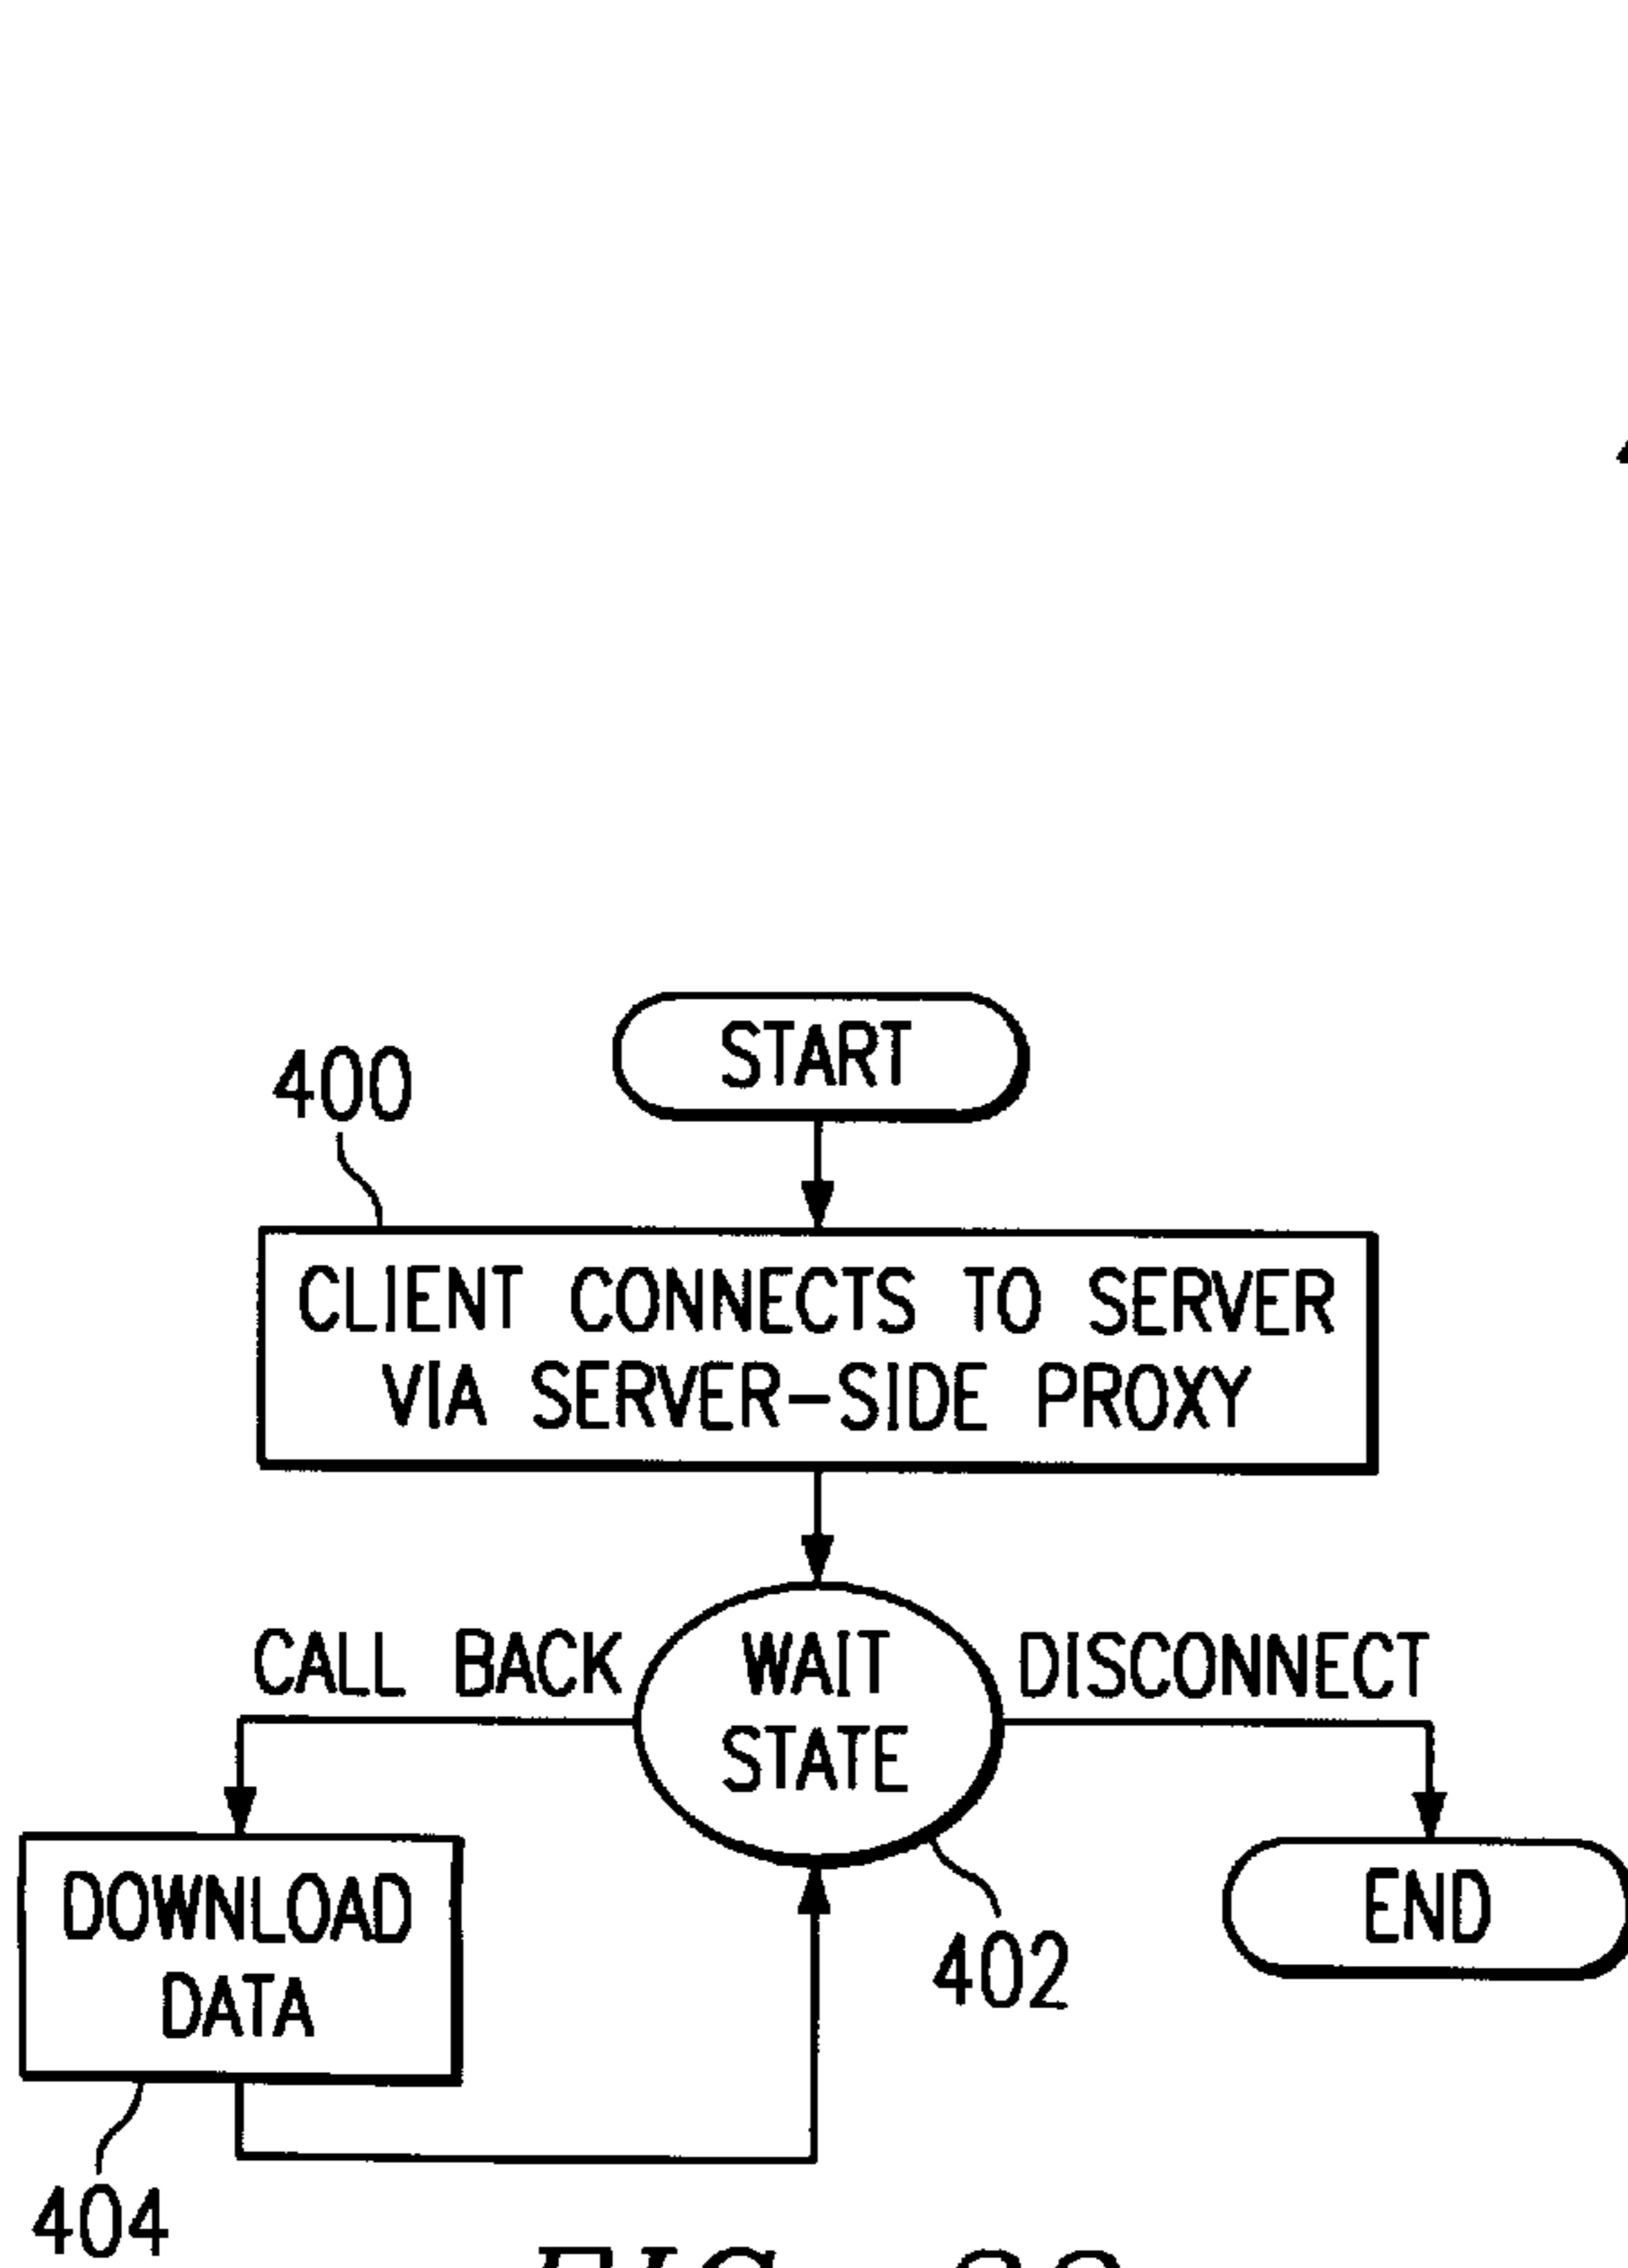 START
400
CLIENT CONNECTS TO SERVER
VIA SERVER-SIDE PROXY
CALL BACK
WAIT
STATE
DISCONNECT
DOWNLOAD
DATA
END
402
404